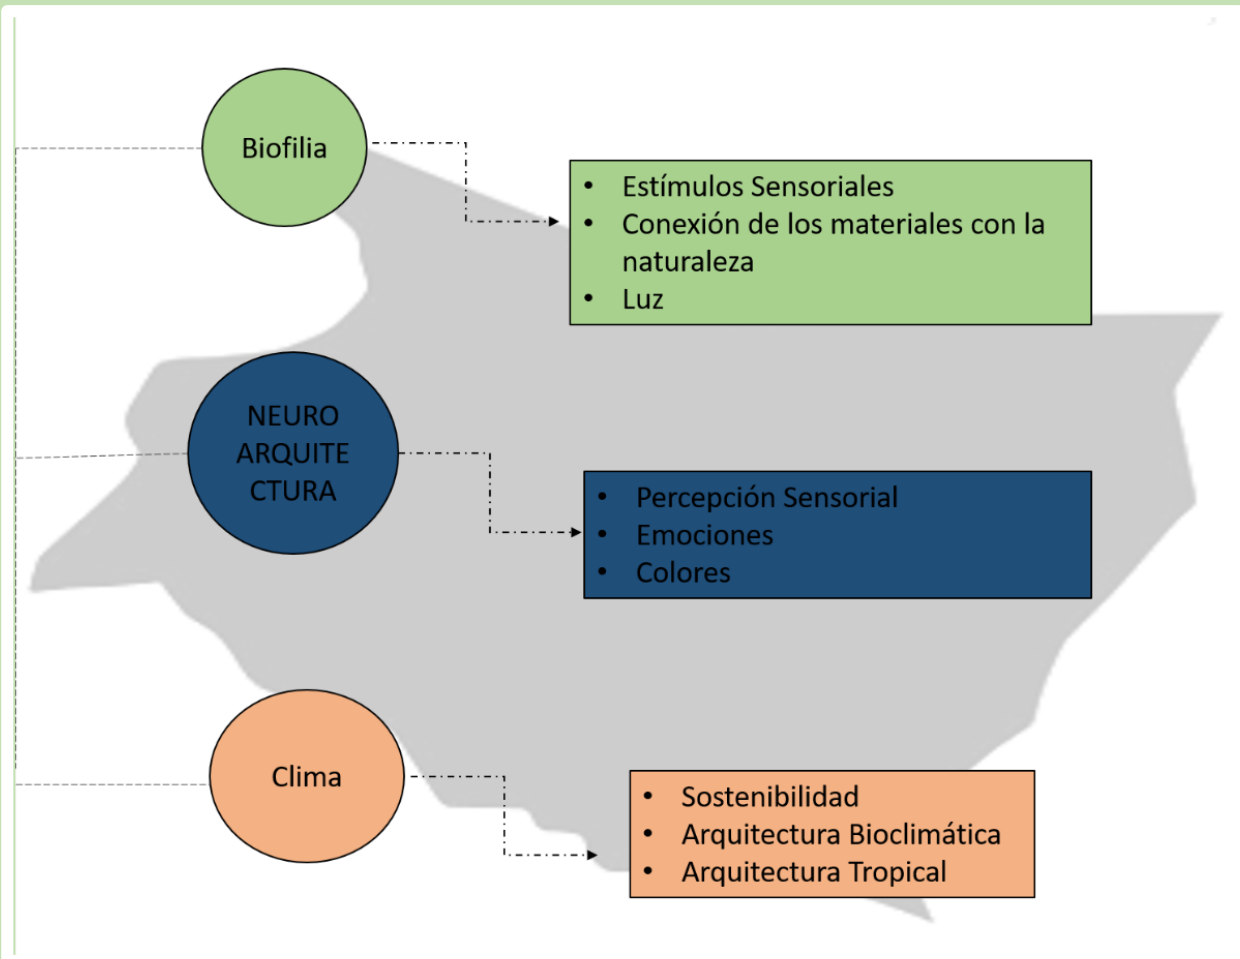 Biofilia
• Estímulos Sensoriales
• Conexión de los materiales con la
naturaleza
• Luz
NEURO
ARQUITE
CTURA
• Percepción Sensorial
• Emociones
• Colores
Clima
• Sostenibilidad
• Arquitectura Bioclimática
• Arquitectura Tropical